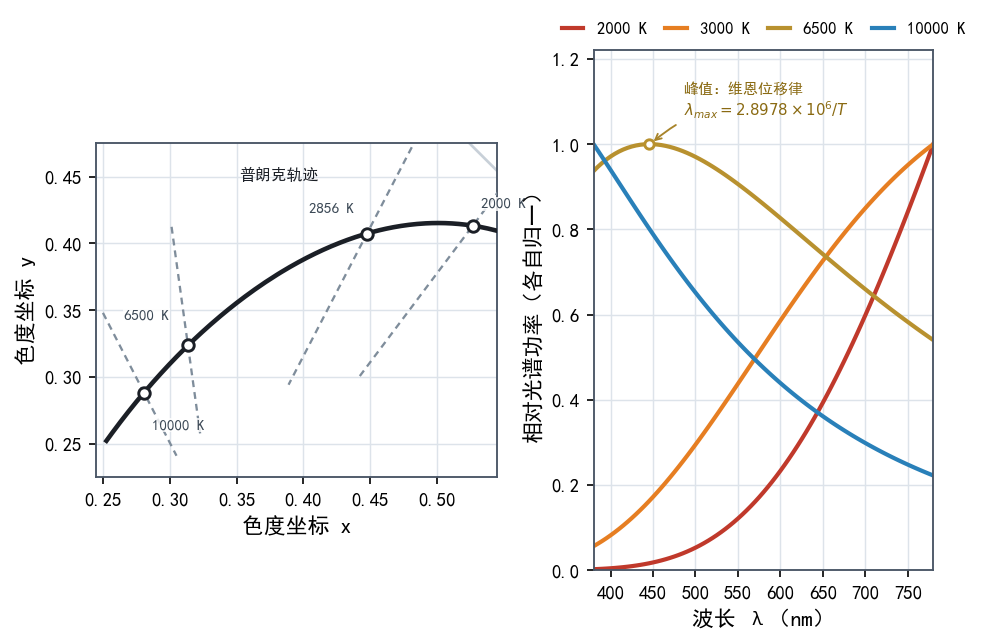 2000 K 3000 K 6500 K 10000 K
普朗克轨迹
2856 K
2000 K
6500 K
10000 K
0.45
0.40
0.35
0.30
0.25
0.25 0.30 0.35 0.40 0.45 0.50
色度坐标 x
色度坐标 y
峰值: 维恩位移律
λmax = 2.8978 × 10⁶/T
1.2
1.0
0.8
0.6
0.4
0.2
0.0
400 450 500 550 600 650 700 750
波长 λ (nm)
相对光谱功率 (各自归一)